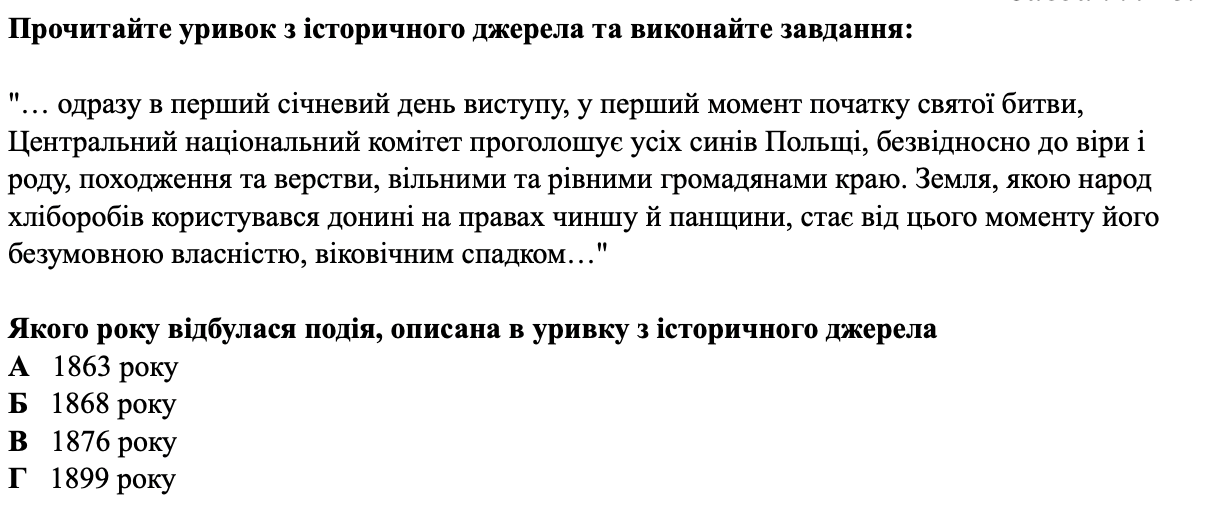 Прочитайте уривок з історичного джерела та виконайте завдання:
"… одразу в перший січневий день виступу, у перший момент початку святої битви,
Центральний національний комітет проголошує усіх синів Польщі, безвідносно до віри і
роду, походження та верстви, вільними та рівними громадянами краю. Земля, якою народ
хліборобів користувався донині на правах чиншу й панщини, стає від цього моменту його
безумовною власністю, віковічним спадком…"
Якого року відбулася подія, описана в уривку з історичного джерела
А 1863 року
Б 1868 року
В 1876 року
Г 1899 року